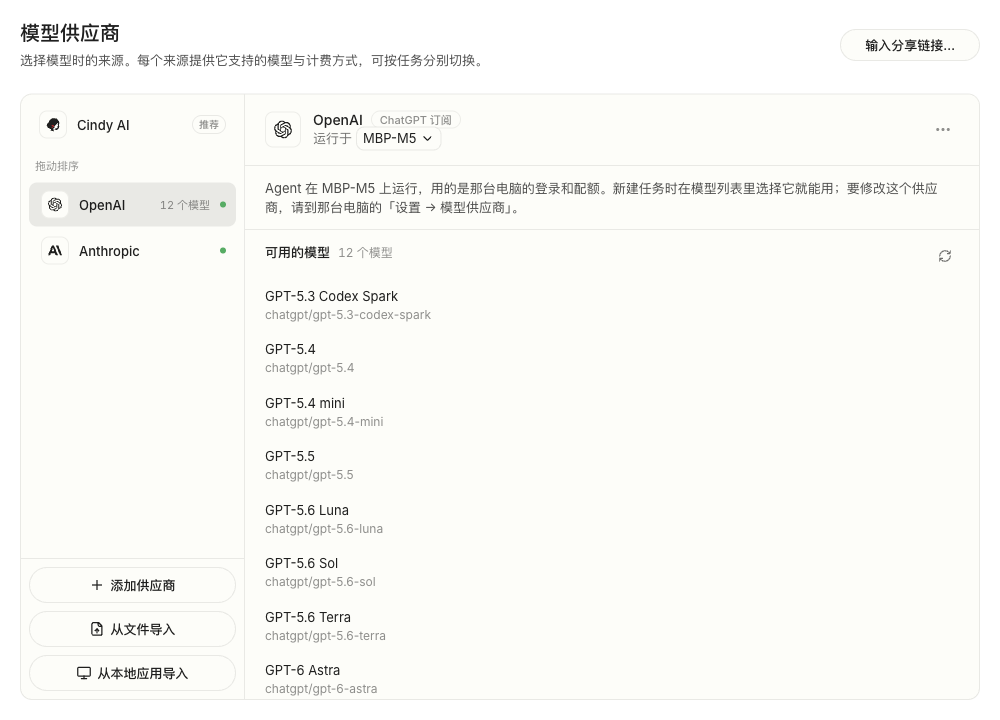 模型供应商
选择模型时的来源。每个来源提供它支持的模型与计费方式，可按任务分别切换。
输入分享链接...
Cindy AI 推荐
拖动排序
OpenAI 12 个模型
Anthropic
添加供应商
从文件导入
从本地应用导入
OpenAI ChatGPT 订阅
运行于 MBP-M5
Agent 在 MBP-M5 上运行，用的是那台电脑的登录和配额。新建任务时在模型列表里选择它就能用；要修改这个供应
商，请到那台电脑的「设置 → 模型供应商」。
可用的模型 12 个模型
GPT-5.3 Codex Spark
chatgpt/gpt-5.3-codex-spark
GPT-5.4
chatgpt/gpt-5.4
GPT-5.4 mini
chatgpt/gpt-5.4-mini
GPT-5.5
chatgpt/gpt-5.5
GPT-5.6 Luna
chatgpt/gpt-5.6-luna
GPT-5.6 Sol
chatgpt/gpt-5.6-sol
GPT-5.6 Terra
chatgpt/gpt-5.6-terra
GPT-6 Astra
chatgpt/gpt-6-astra